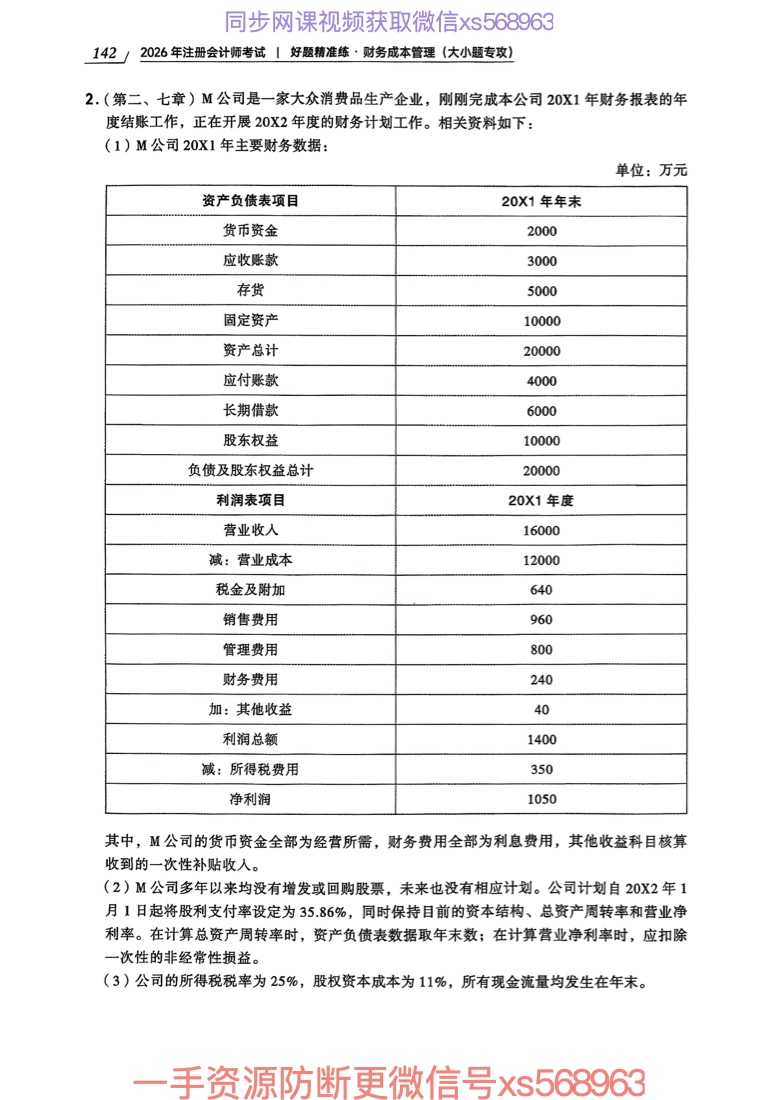 同步网课视频获取微信xs568963
142 / 2026年注册会计师考试 | 好题精准练·财务成本管理(大小题专攻)
2.(第二、七章)M公司是一家大众消费品生产企业,刚刚完成本公司20X1年财务报表的年
度结账工作,正在开展20X2年度的财务计划工作。相关资料如下:
(1)M公司20X1年主要财务数据:
单位:万元
资产负债表项目 20X1年年末
货币资金 2000
应收账款 3000
存货 5000
固定资产 10000
资产总计 20000
应付账款 4000
长期借款 6000
股东权益 10000
负债及股东权益总计 20000
利润表项目 20X1年度
营业收入 16000
减:营业成本 12000
税金及附加 640
销售费用 960
管理费用 800
财务费用 240
加:其他收益 40
利润总额 1400
减:所得税费用 350
净利润 1050
其中,M公司的货币资金全部为经营所需,财务费用全部为利息费用,其他收益科目核算
收到的一次性补贴收入。
(2)M公司多年以来均没有增发或回购股票,未来也没有相应计划。公司计划自20X2年1
月1日起将股利支付率设定为35.86%,同时保持目前的资本结构、总资产周转率和营业净
利率。在计算总资产周转率时,资产负债表数据取年末数;在计算营业净利率时,应扣除
一次性的非经常性损益。
(3)公司的所得税税率为25%,股权资本成本为11%,所有现金流量均发生在年末。
一手资源防断更微信号xs568963